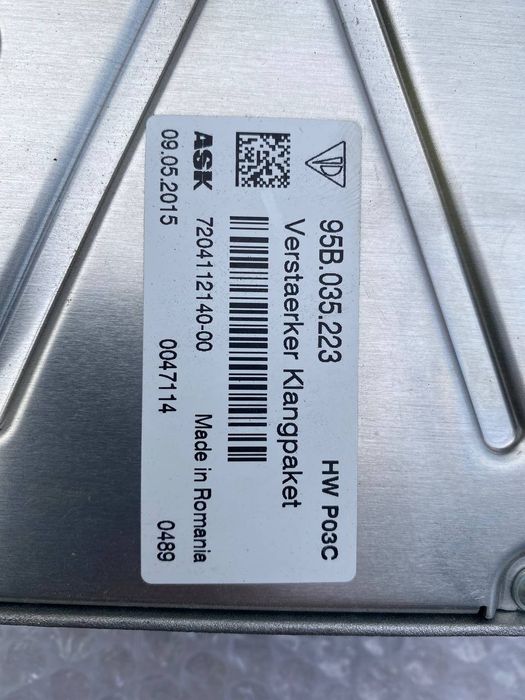 95B.035.223 HW P03C
Verstaerker Klangpaket
ASK 7204112140-00 Made in Romania
09.05.2015 0047114 0489